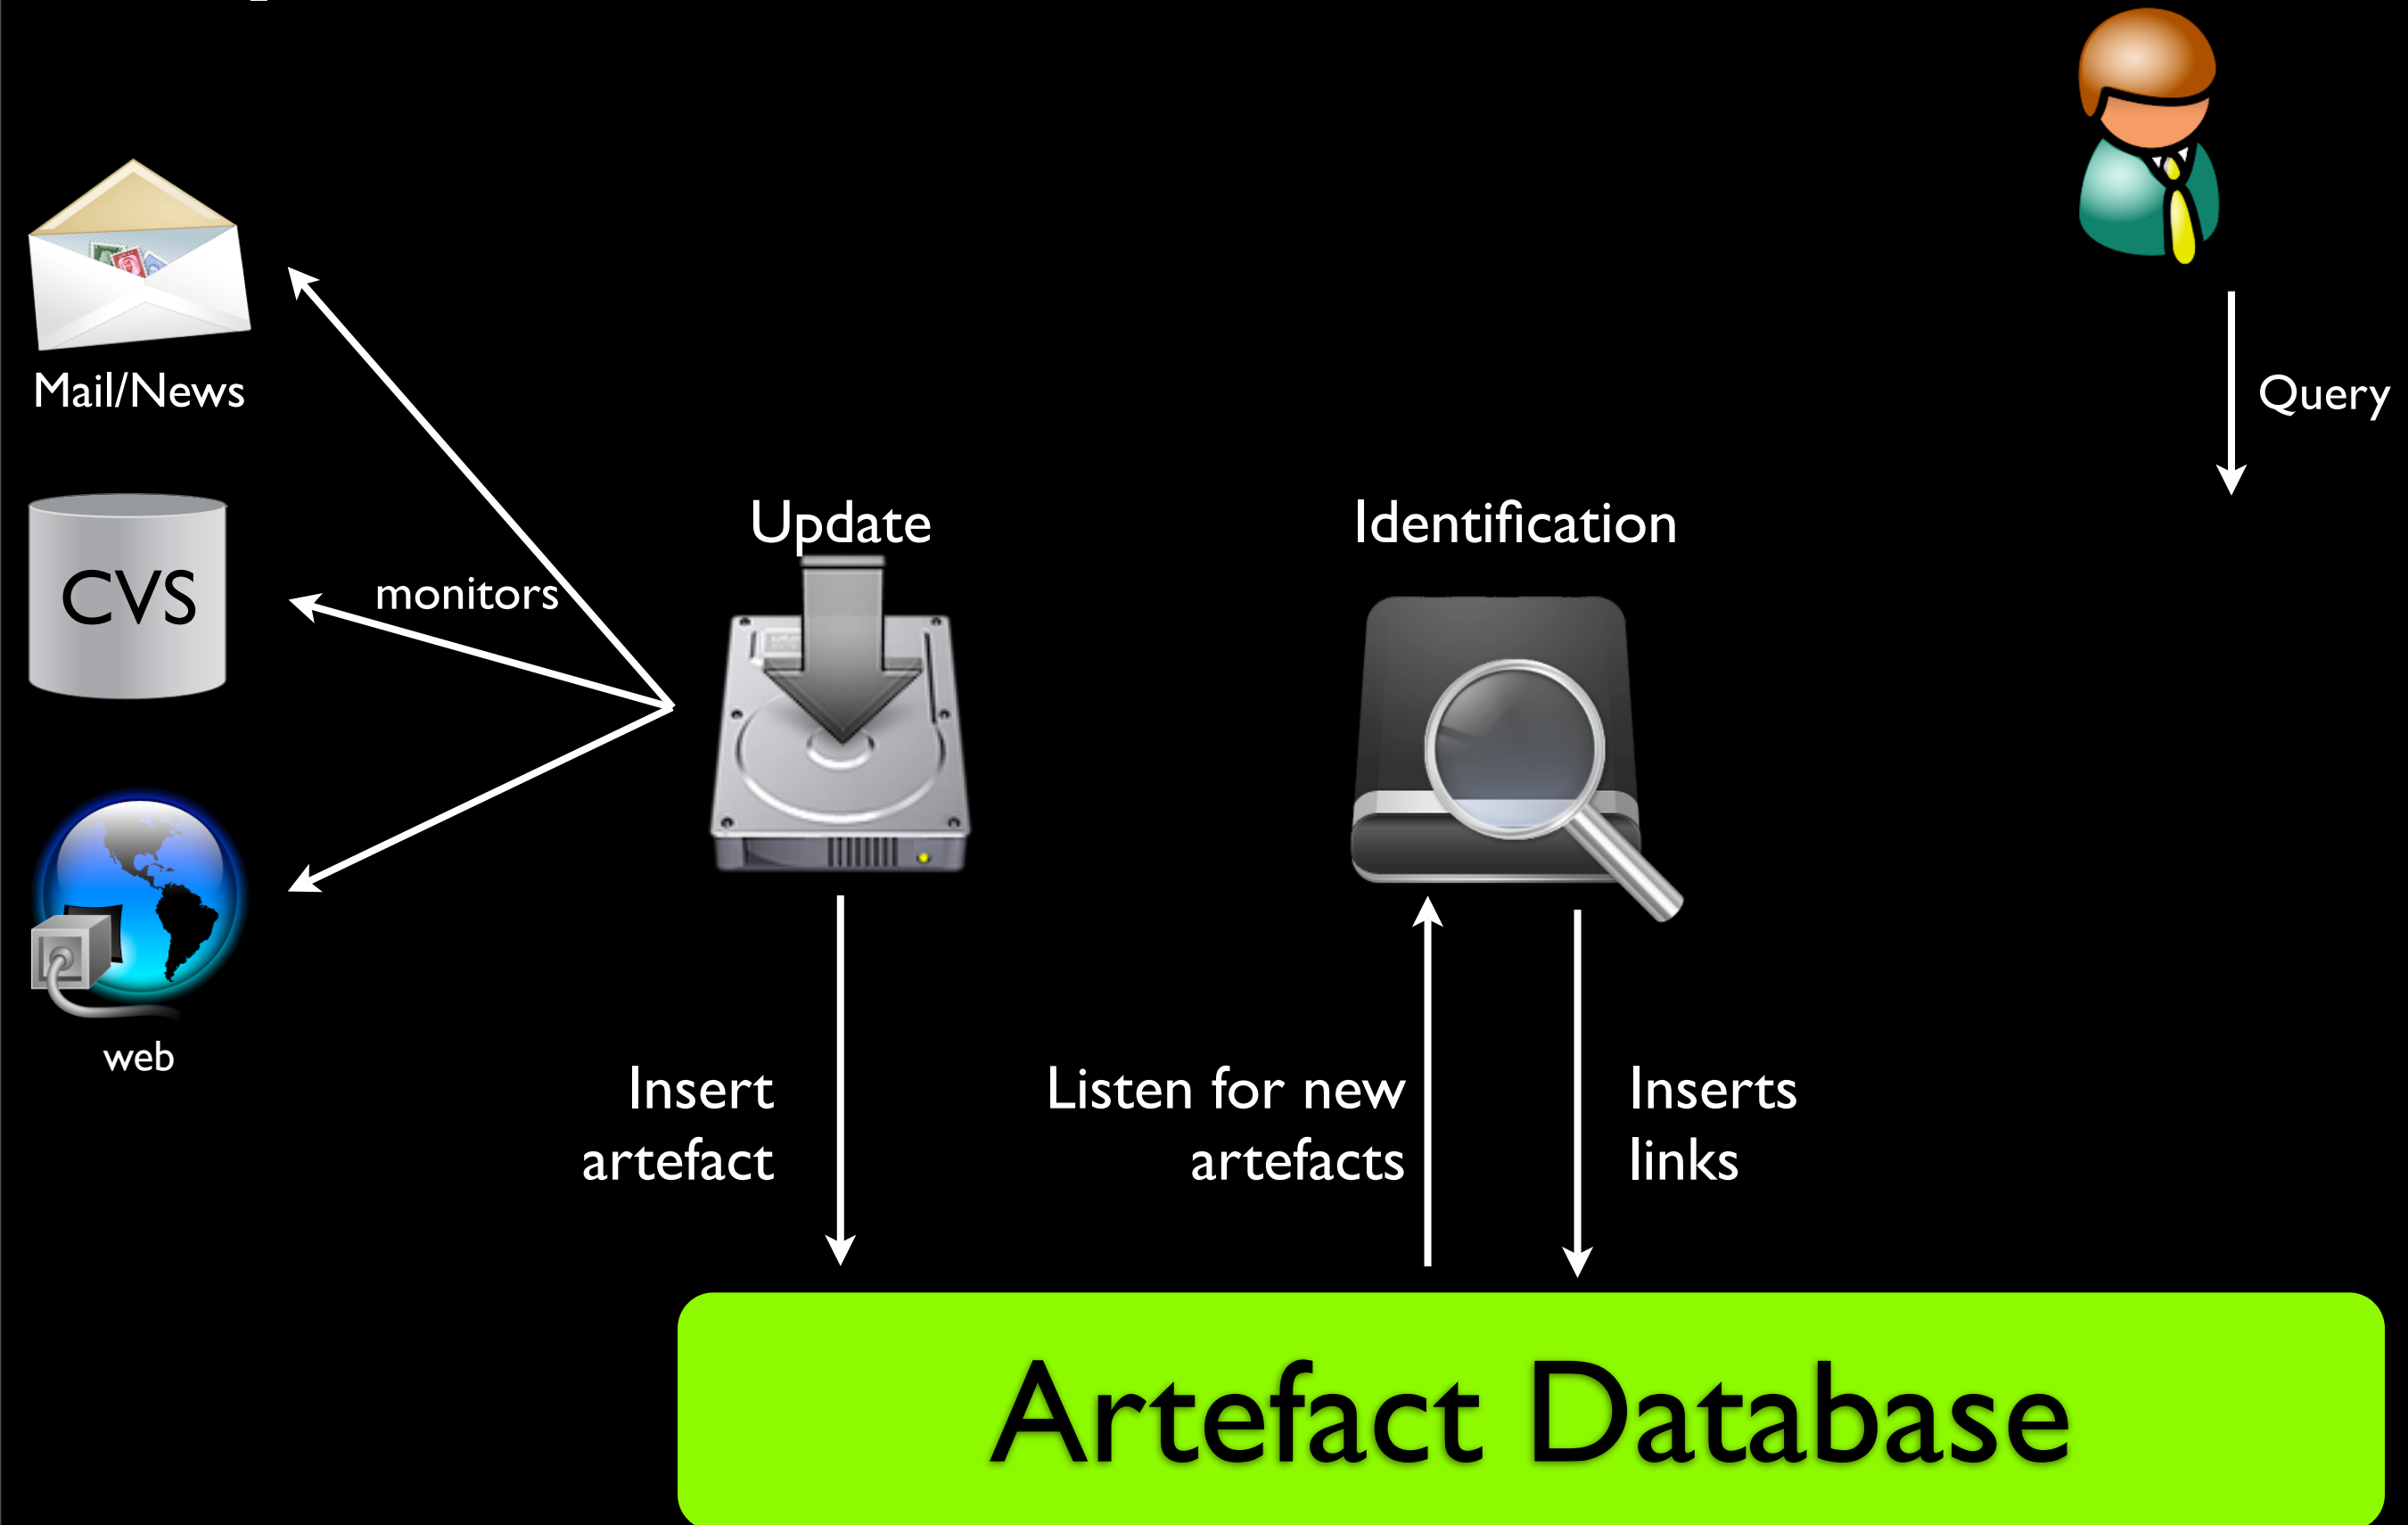 Mail/News
Query
Update
Identification
CVS
monitors
web
Insert
artefact
Listen for new
artefacts
Inserts
links
Artefact Database